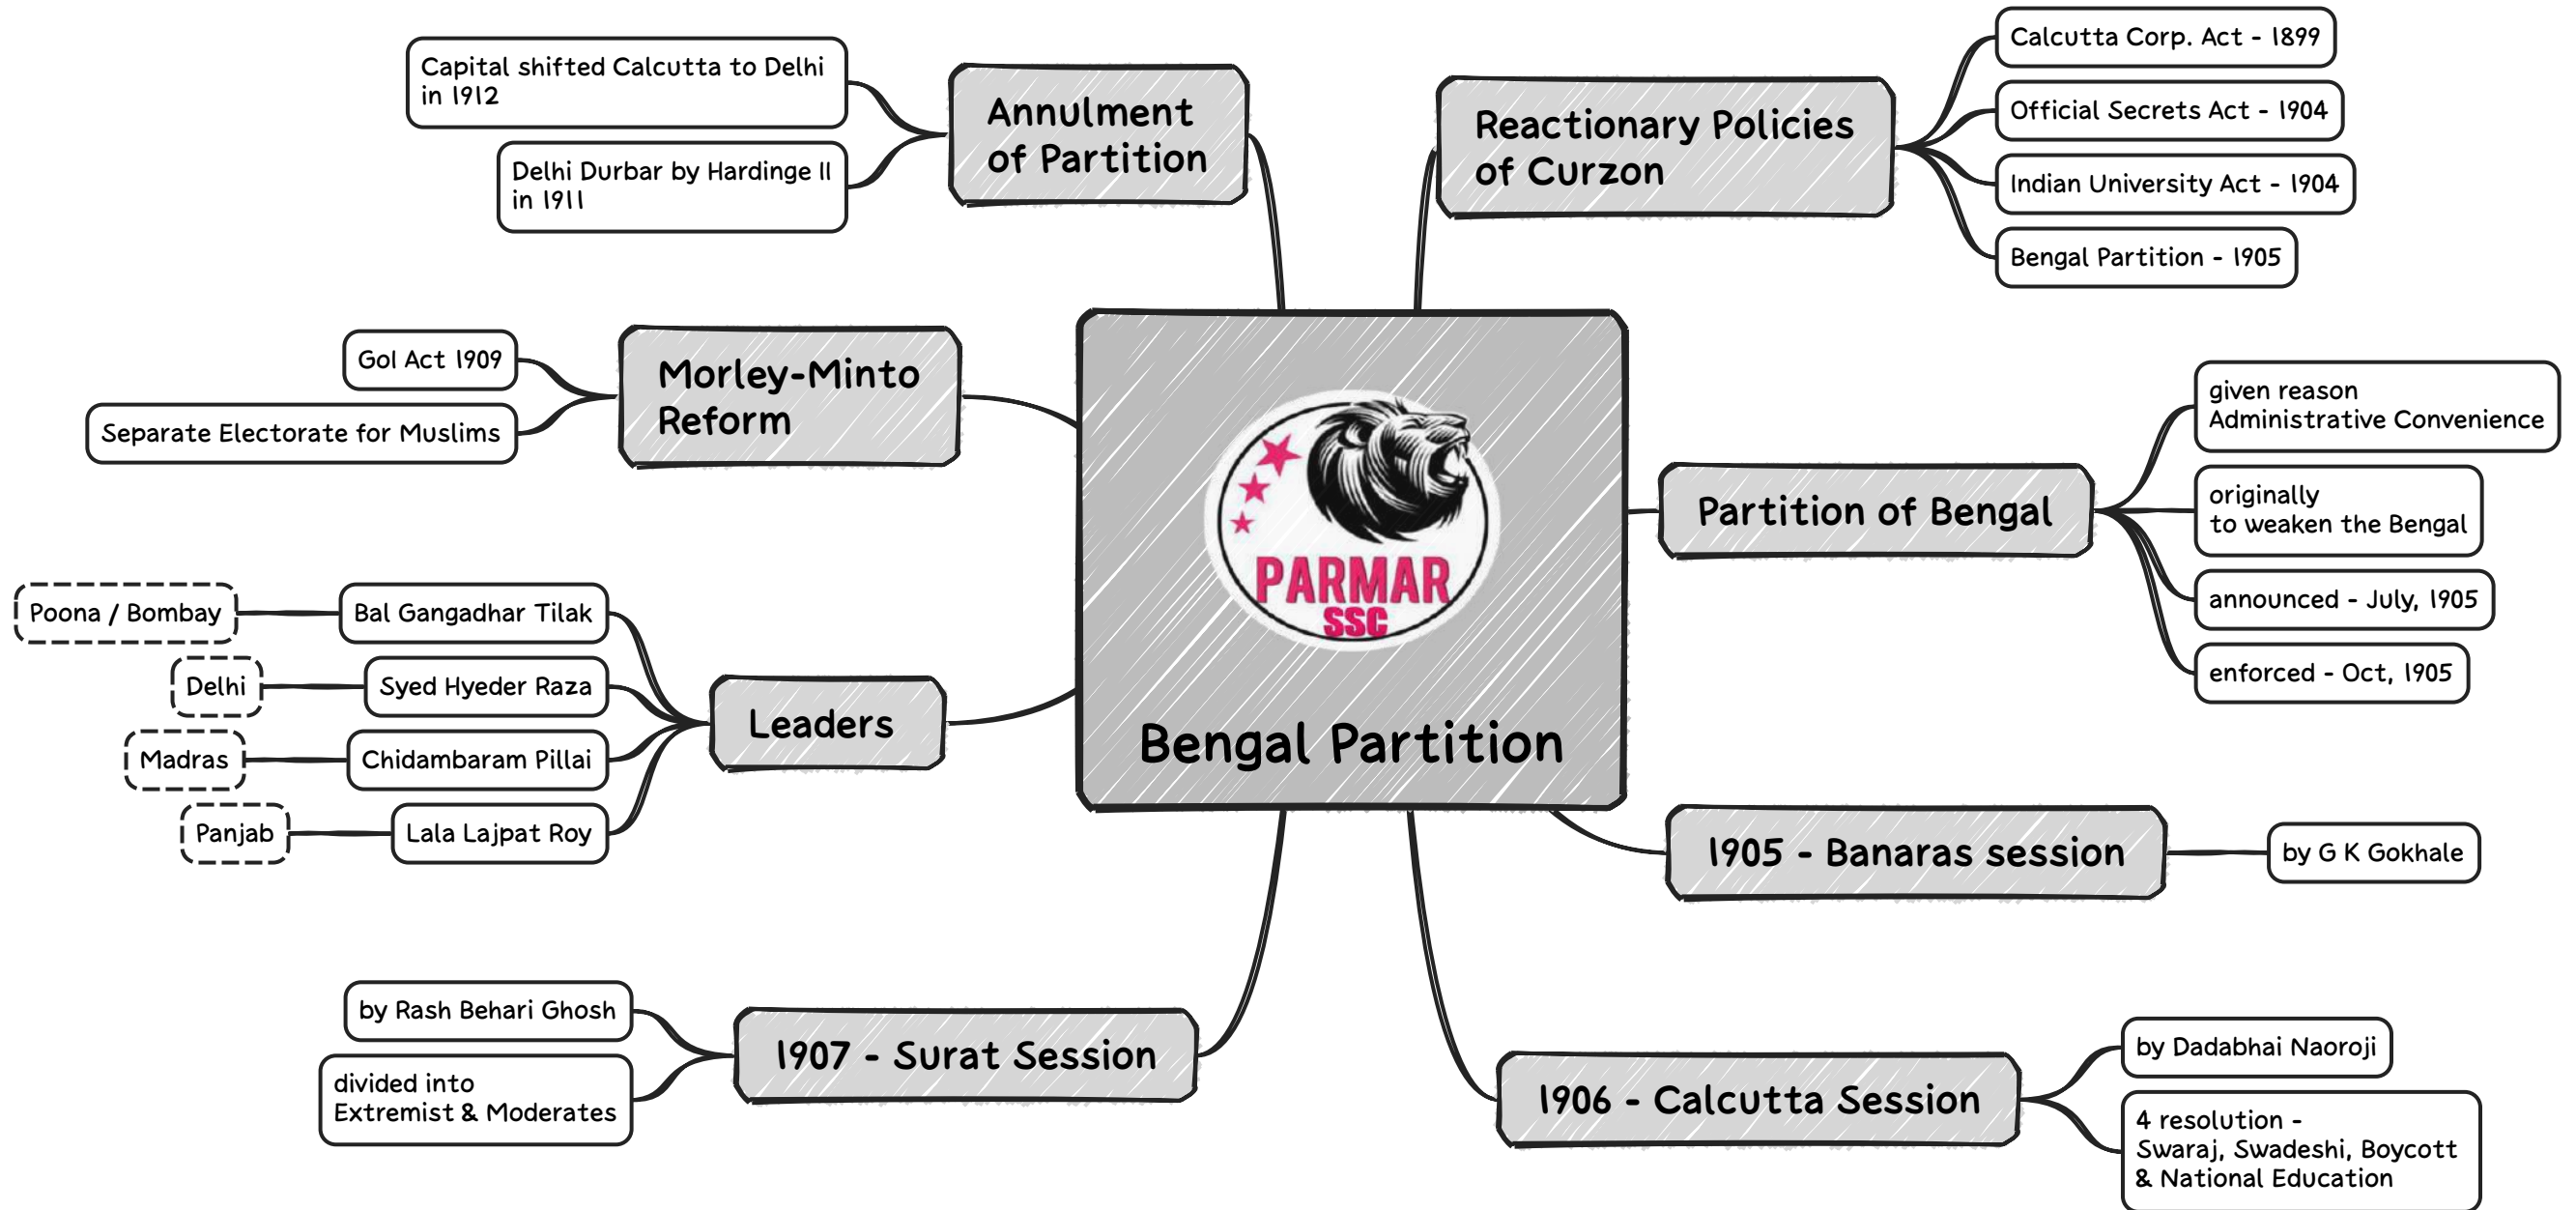 Capital shifted Calcutta to Delhi
in 1912
Delhi Durbar by Hardinge II
in 1911
Annulment
of Partition
Reactionary Policies
of Curzon
Calcutta Corp. Act - 1899
Official Secrets Act - 1904
Indian University Act - 1904
Bengal Partition - 1905
GoI Act 1909
Separate Electorate for Muslims
Morley-Minto
Reform
given reason
Administrative Convenience
originally
to weaken the Bengal
announced - July, 1905
enforced - Oct, 1905
Partition of Bengal
PARMAR
SSC
Bengal Partition
Poona / Bombay
Bal Gangadhar Tilak
Delhi
Syed Hyeder Raza
Madras
Chidambaram Pillai
Panjab
Lala Lajpat Roy
Leaders
1905 - Banaras session
by G K Gokhale
by Rash Behari Ghosh
divided into
Extremist & Moderates
1907 - Surat Session
1906 - Calcutta Session
by Dadabhai Naoroji
4 resolution -
Swaraj, Swadeshi, Boycott
& National Education